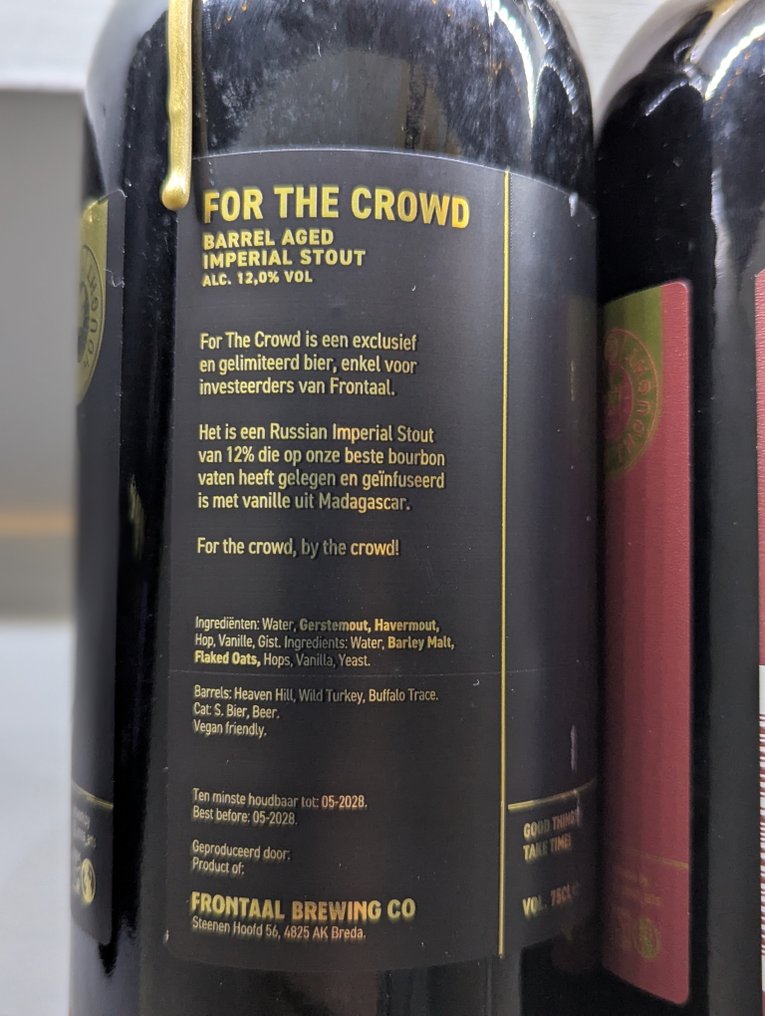 FOR THE CROWD
BARREL AGED
IMPERIAL STOUT
ALC. 12,0% VOL
For The Crowd is een exclusief
en gelimiteerd bier, enkel voor
investeerders van Frontaal.
Het is een Russian Imperial Stout
van 12% die op onze beste bourbon
vaten heeft gelegen en geïnfuseerd
is met vanille uit Madagascar.
For the crowd, by the crowd!
Ingrediënten: Water, Gerstemout, Havermout,
Hop, Vanille, Gist. Ingredients: Water, Barley Malt,
Flaked Oats, Hops, Vanilla, Yeast.
Barrels: Heaven Hill, Wild Turkey, Buffalo Trace.
Cat: S. Bier, Beer.
Vegan friendly.
Ten minste houdbaar tot: 05-2028.
Best before: 05-2028.
Geproduceerd door:
Product of:
FRONTAAL BREWING CO
Steenen Hoofd 56, 4825 AK Breda.
GOOD THINGS
TAKE TIME!
VOL. 75CL